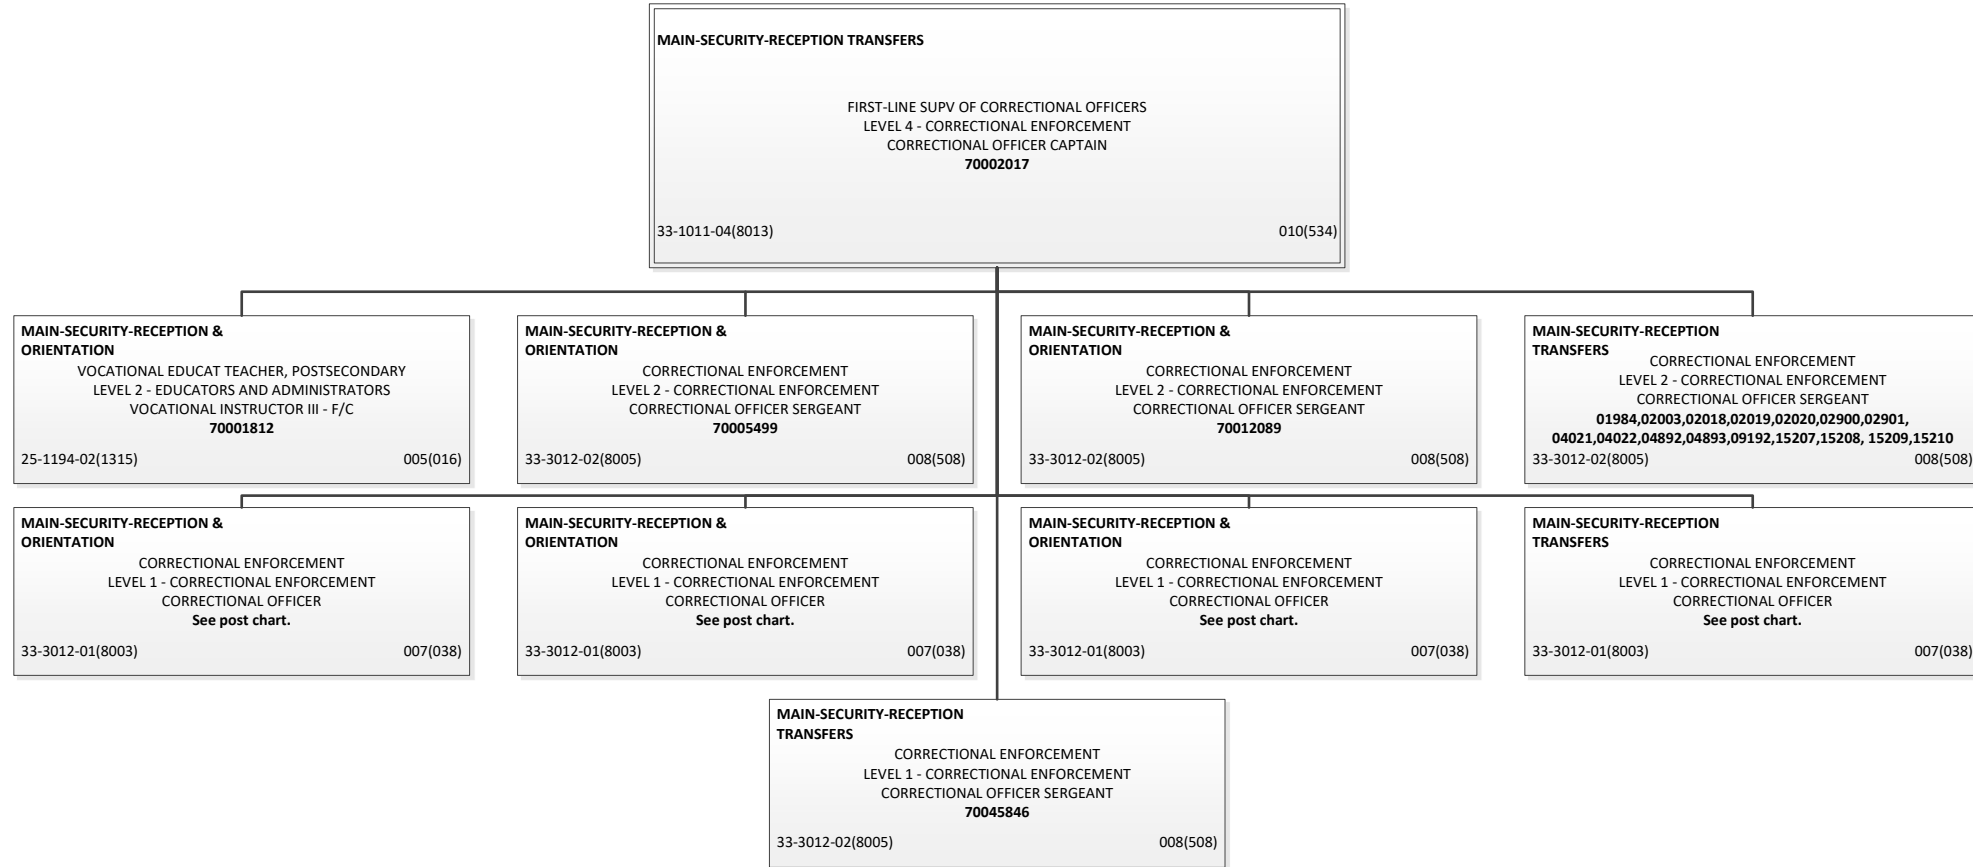 MAIN-SECURITY-RECEPTION TRANSFERS
FIRST-LINE SUPV OF CORRECTIONAL OFFICERS
LEVEL 4 - CORRECTIONAL ENFORCEMENT
CORRECTIONAL OFFICER CAPTAIN
70002017
33-1011-04(8013) 010(534)
MAIN-SECURITY-RECEPTION &
ORIENTATION
VOCATIONAL EDUCAT TEACHER, POSTSECONDARY
LEVEL 2 - EDUCATORS AND ADMINISTRATORS
VOCATIONAL INSTRUCTOR III - F/C
70001812
25-1194-02(1315) 005(016)
MAIN-SECURITY-RECEPTION &
ORIENTATION
CORRECTIONAL ENFORCEMENT
LEVEL 2 - CORRECTIONAL ENFORCEMENT
CORRECTIONAL OFFICER SERGEANT
70005499
33-3012-02(8005) 008(508)
MAIN-SECURITY-RECEPTION &
ORIENTATION
CORRECTIONAL ENFORCEMENT
LEVEL 2 - CORRECTIONAL ENFORCEMENT
CORRECTIONAL OFFICER SERGEANT
70012089
33-3012-02(8005) 008(508)
MAIN-SECURITY-RECEPTION
TRANSFERS
CORRECTIONAL ENFORCEMENT
LEVEL 2 - CORRECTIONAL ENFORCEMENT
CORRECTIONAL OFFICER SERGEANT
01984,02003,02018,02019,02020,02900,02901,
04021,04022,04892,04893,09192,15207,15208, 15209,15210
33-3012-02(8005) 008(508)
MAIN-SECURITY-RECEPTION &
ORIENTATION
CORRECTIONAL ENFORCEMENT
LEVEL 1 - CORRECTIONAL ENFORCEMENT
CORRECTIONAL OFFICER
See post chart.
33-3012-01(8003) 007(038)
MAIN-SECURITY-RECEPTION &
ORIENTATION
CORRECTIONAL ENFORCEMENT
LEVEL 1 - CORRECTIONAL ENFORCEMENT
CORRECTIONAL OFFICER
See post chart.
33-3012-01(8003) 007(038)
MAIN-SECURITY-RECEPTION &
ORIENTATION
CORRECTIONAL ENFORCEMENT
LEVEL 1 - CORRECTIONAL ENFORCEMENT
CORRECTIONAL OFFICER
See post chart.
33-3012-01(8003) 007(038)
MAIN-SECURITY-RECEPTION
TRANSFERS
CORRECTIONAL ENFORCEMENT
LEVEL 1 - CORRECTIONAL ENFORCEMENT
CORRECTIONAL OFFICER
See post chart.
33-3012-01(8003) 007(038)
MAIN-SECURITY-RECEPTION
TRANSFERS
CORRECTIONAL ENFORCEMENT
LEVEL 1 - CORRECTIONAL ENFORCEMENT
CORRECTIONAL OFFICER SERGEANT
70045846
33-3012-02(8005) 008(508)